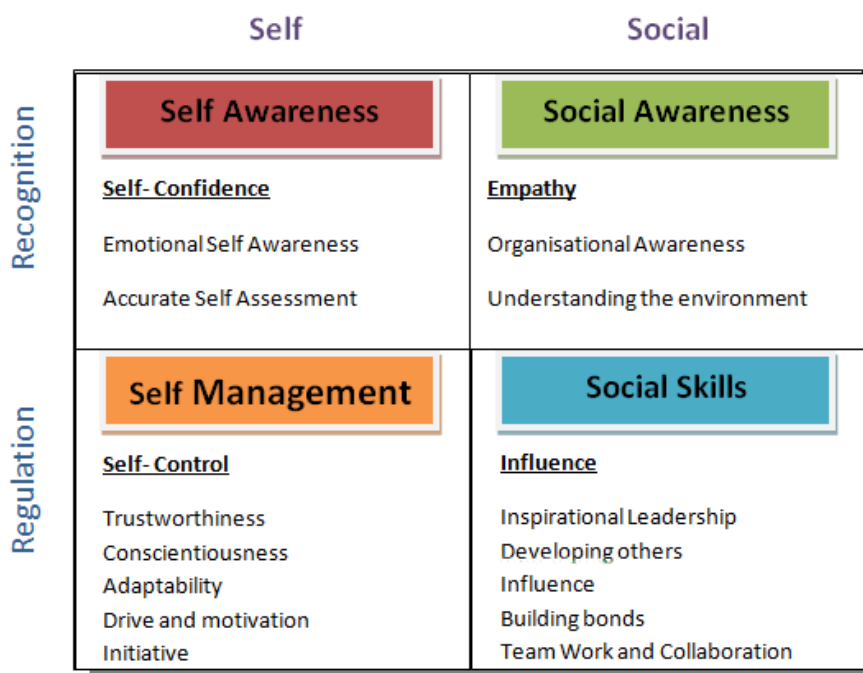 Self
Social
Recognition
Self Awareness
Self- Confidence
Emotional Self Awareness
Accurate Self Assessment
Social Awareness
Empathy
Organisational Awareness
Understanding the environment
Regulation
Self Management
Self- Control
Trustworthiness
Conscientiousness
Adaptability
Drive and motivation
Initiative
Social Skills
Influence
Inspirational Leadership
Developing others
Influence
Building bonds
Team Work and Collaboration